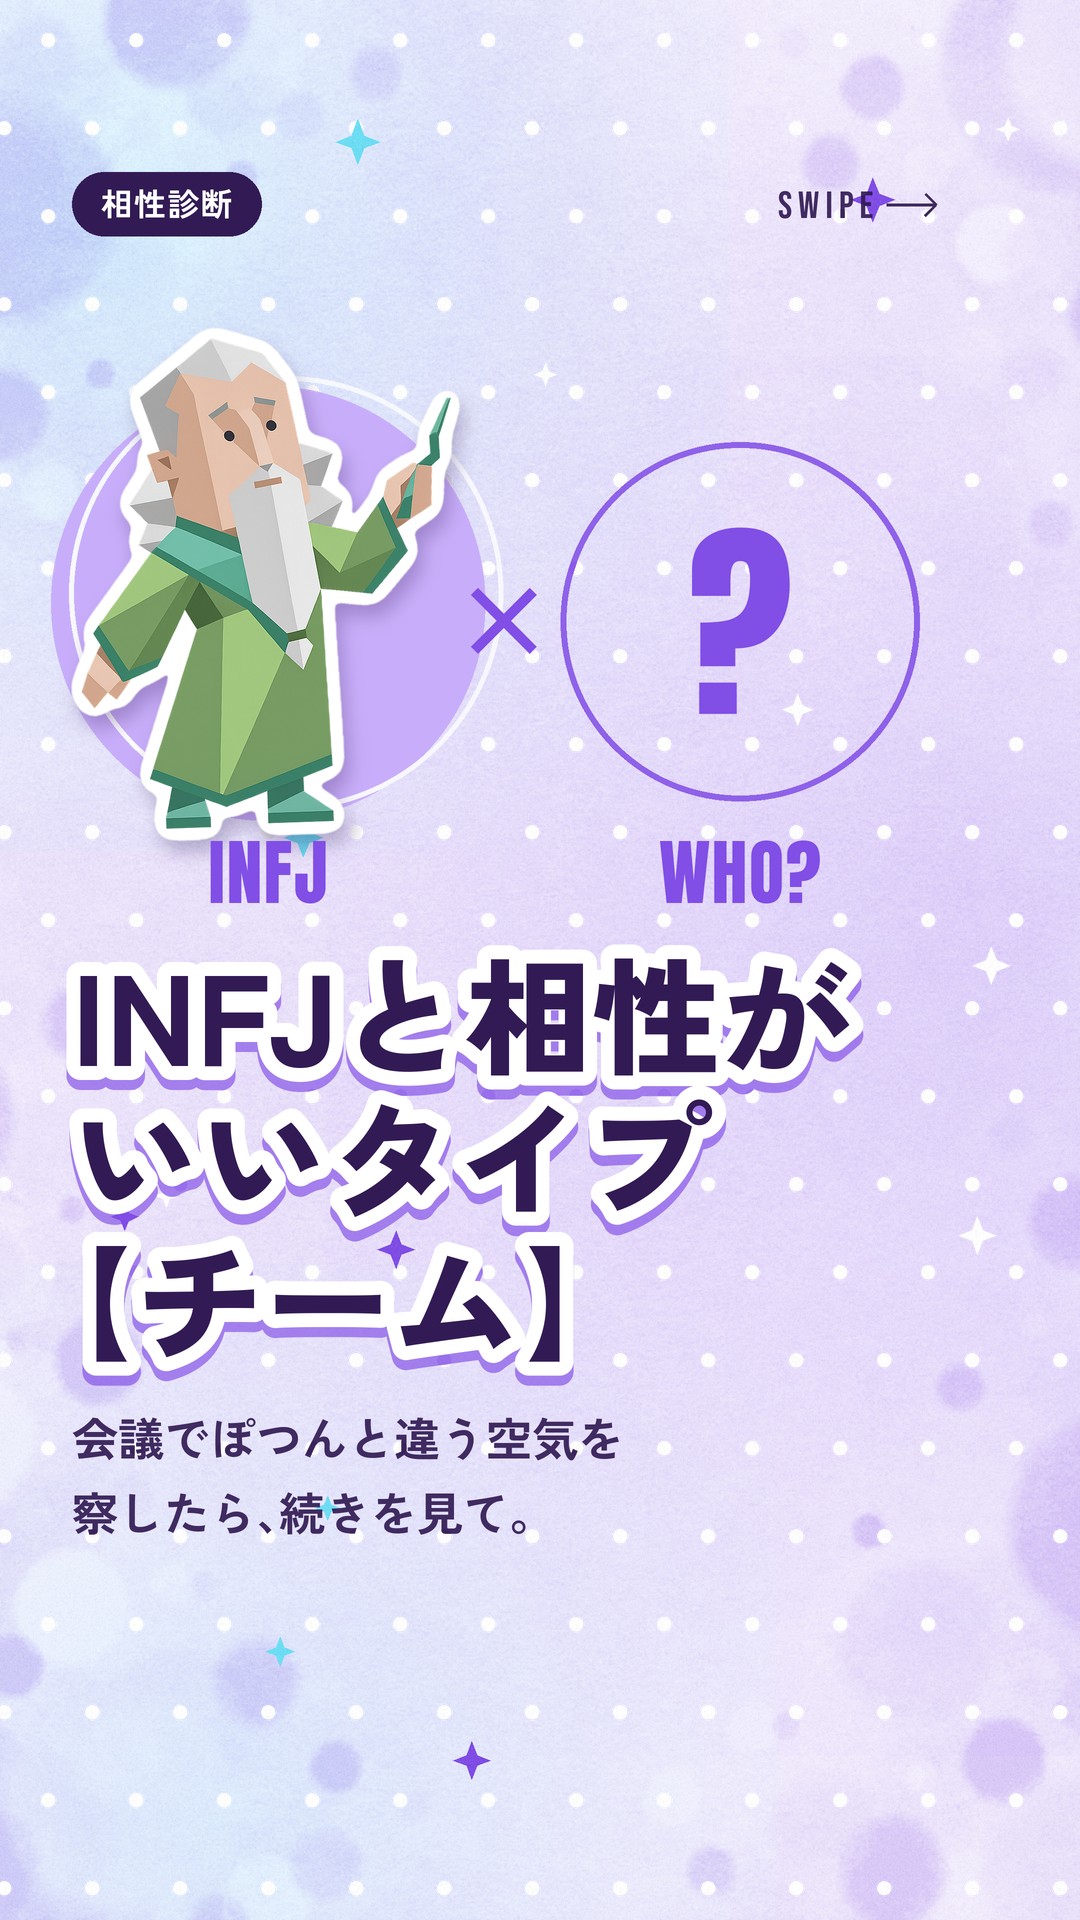 相性診断
SWIPE
?
INFJ
WHO?
INFJと相性が
いいタイプ
【チーム】
会議でぽつんと違う空気を
察したら、続きを見て。